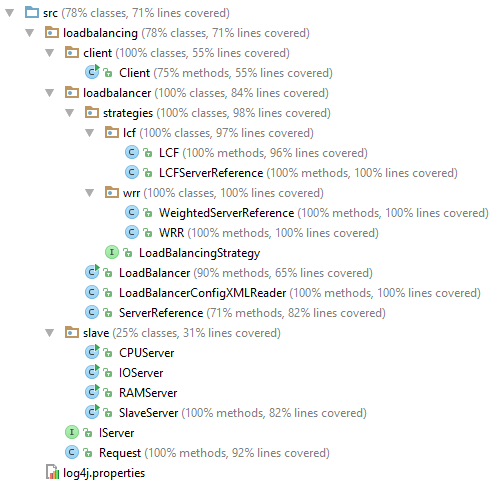 src (78% classes, 71% lines covered)
loadbalancing (78% classes, 71% lines covered)
client (100% classes, 55% lines covered)
Client (75% methods, 55% lines covered)
loadbalancer (100% classes, 84% lines covered)
strategies (100% classes, 98% lines covered)
lcf (100% classes, 97% lines covered)
LCF (100% methods, 96% lines covered)
LCFServerReference (100% methods, 100% lines covered)
wrr (100% classes, 100% lines covered)
WeightedServerReference (100% methods, 100% lines covered)
WRR (100% methods, 100% lines covered)
LoadBalancingStrategy
LoadBalancer (90% methods, 65% lines covered)
LoadBalancerConfigXMLReader (100% methods, 100% lines covered)
ServerReference (71% methods, 82% lines covered)
slave (25% classes, 31% lines covered)
CPUServer
IOServer
RAMServer
SlaveServer (100% methods, 82% lines covered)
IServer
Request (100% methods, 92% lines covered)
log4j.properties